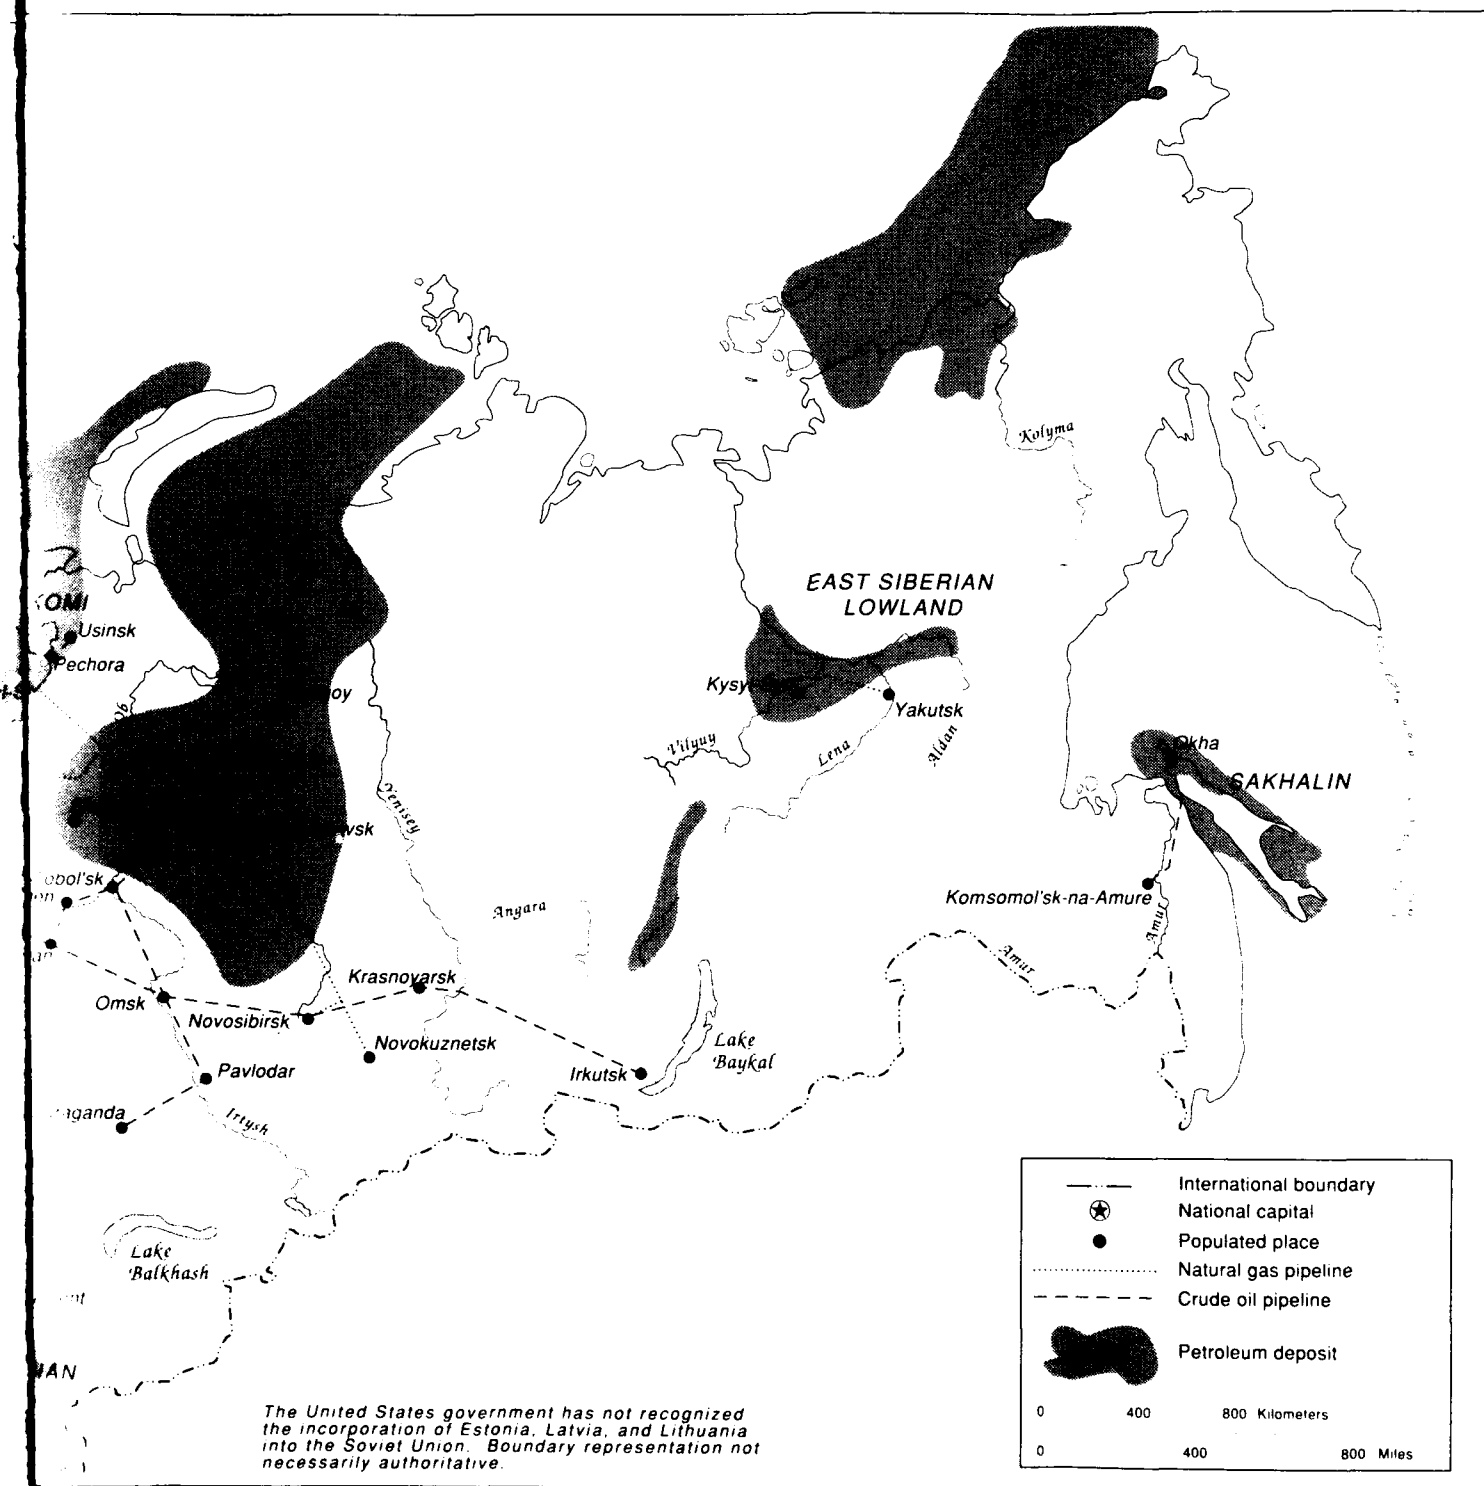 Kolyma
EAST SIBERIAN
LOWLAND
OMI
Usinsk
Pechora
Ob
oy
Kysy
Yakutsk
Vilyuy
Lena
Aldan
Okha
SAKHALIN
Yenisey
vsk
obol'sk
Angara
Komsomol'sk-na-Amure
Amur
Amur
Krasnoyarsk
Omsk
Novosibirsk
Novokuznetsk
Lake
Baykal
Irkutsk
Pavlodar
aganda
Irtysh
Lake
Balkhash
International boundary
National capital
Populated place
Natural gas pipeline
Crude oil pipeline
Petroleum deposit
0 400 800 Kilometers
0 400 800 Miles
The United States government has not recognized
the incorporation of Estonia, Latvia, and Lithuania
into the Soviet Union. Boundary representation not
necessarily authoritative.